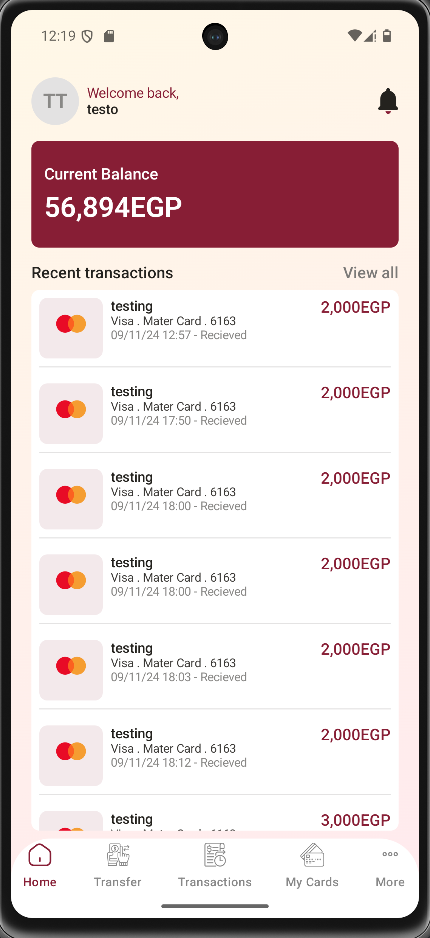 12:19
TT
Welcome back,
testo
Current Balance
56,894EGP
Recent transactions
View all
testing
2,000EGP
Visa . Mater Card . 6163
09/11/24 12:57 - Recieved
testing
2,000EGP
Visa . Mater Card . 6163
09/11/24 17:50 - Recieved
testing
2,000EGP
Visa . Mater Card . 6163
09/11/24 18:00 - Recieved
testing
2,000EGP
Visa . Mater Card . 6163
09/11/24 18:00 - Recieved
testing
2,000EGP
Visa . Mater Card . 6163
09/11/24 18:03 - Recieved
testing
2,000EGP
Visa . Mater Card . 6163
09/11/24 18:12 - Recieved
testing
3,000EGP
Home
Transfer
Transactions
My Cards
More